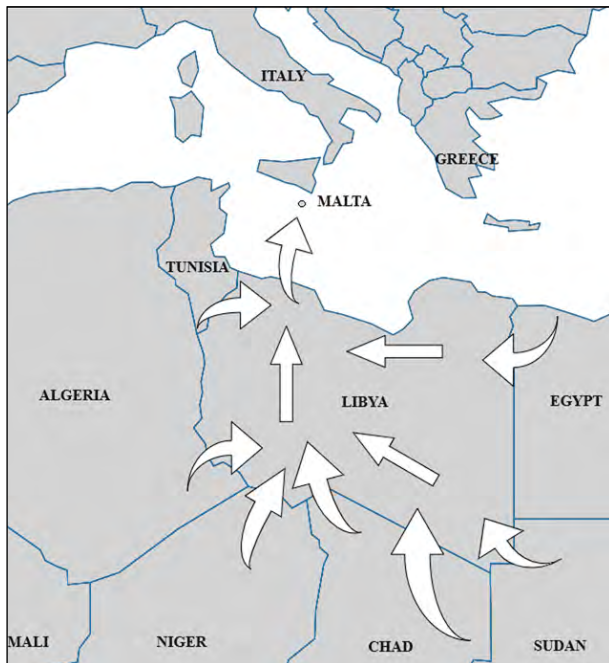 ITALY
GREECE
MALTA
TUNISIA
ALGERIA
LIBYA
EGYPT
MALI
NIGER
CHAD
SUDAN